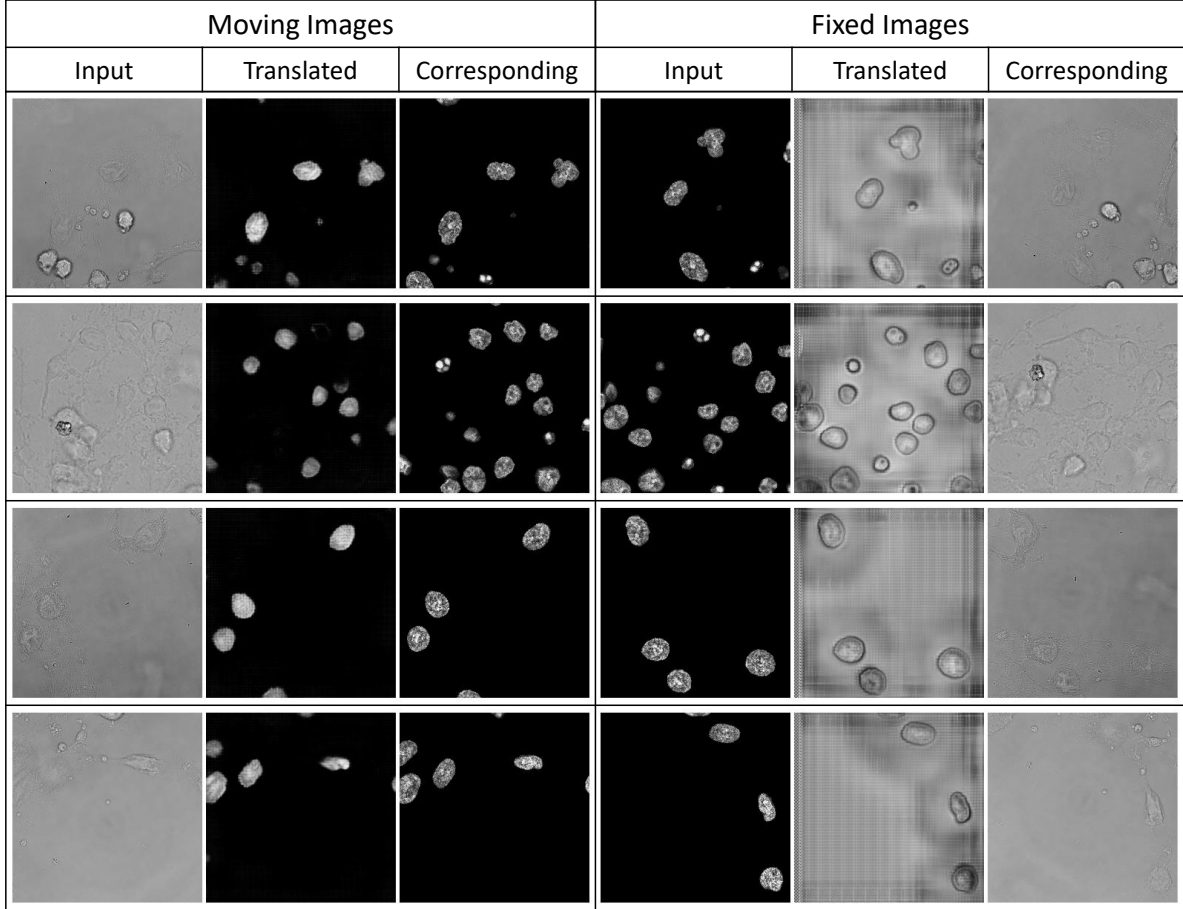 Moving Images Fixed Images
Input Translated Corresponding Input Translated Corresponding